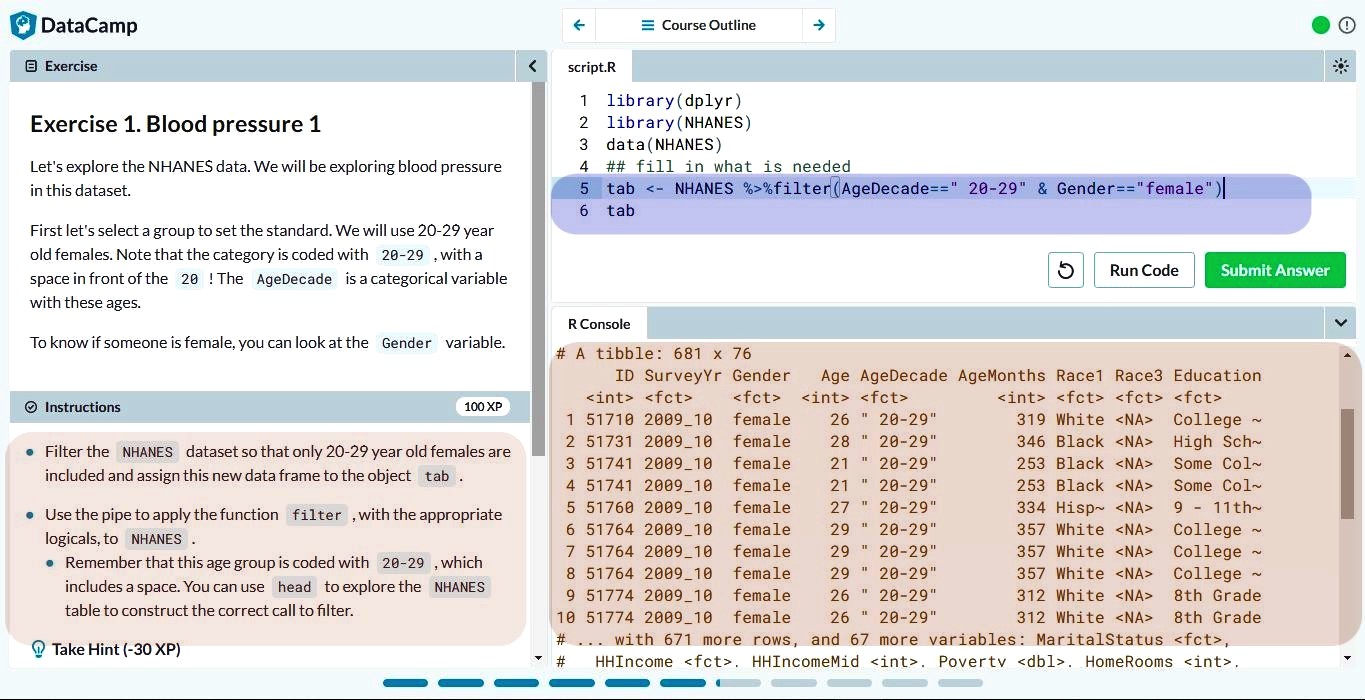 DataCamp
Course Outline
Exercise
Exercise 1. Blood pressure 1
Let's explore the NHANES data. We will be exploring blood pressure
in this dataset.
First let's select a group to set the standard. We will use 20-29 year
old females. Note that the category is coded with 20-29 , with a
space in front of the 20 ! The AgeDecade is a categorical variable
with these ages.
To know if someone is female, you can look at the Gender variable.
Instructions
100 XP
Filter the NHANES dataset so that only 20-29 year old females are
included and assign this new data frame to the object tab .
Use the pipe to apply the function filter , with the appropriate
logicals, to NHANES .
Remember that this age group is coded with 20-29 , which
includes a space. You can use head to explore the NHANES
table to construct the correct call to filter.
Take Hint (-30 XP)
script.R
1 library(dplyr)
2 library(NHANES)
3 data(NHANES)
4 ## fill in what is needed
5 tab <- NHANES %>%filter(AgeDecade==" 20-29" & Gender=="female")
6 tab
Run Code
Submit Answer
R Console
# A tibble: 681 x 76
ID SurveyYr Gender Age AgeDecade AgeMonths Race1 Race3 Education
<int> <fct> <fct> <int> <fct> <int> <fct> <fct> <fct>
1 51710 2009_10 female 26 " 20-29" 319 White <NA> College ~
2 51731 2009_10 female 28 " 20-29" 346 Black <NA> High Sch~
3 51741 2009_10 female 21 " 20-29" 253 Black <NA> Some Col~
4 51741 2009_10 female 21 " 20-29" 253 Black <NA> Some Col~
5 51760 2009_10 female 27 " 20-29" 334 Hisp~ <NA> 9 - 11th~
6 51764 2009_10 female 29 " 20-29" 357 White <NA> College ~
7 51764 2009_10 female 29 " 20-29" 357 White <NA> College ~
8 51764 2009_10 female 29 " 20-29" 357 White <NA> College ~
9 51774 2009_10 female 26 " 20-29" 312 White <NA> 8th Grade
10 51774 2009_10 female 26 " 20-29" 312 White <NA> 8th Grade
# ... with 671 more rows, and 67 more variables: MaritalStatus <fct>,
# HHIncome <fct>, HHIncomeMid <int>, Poverty <dbl>, HomeRooms <int>,